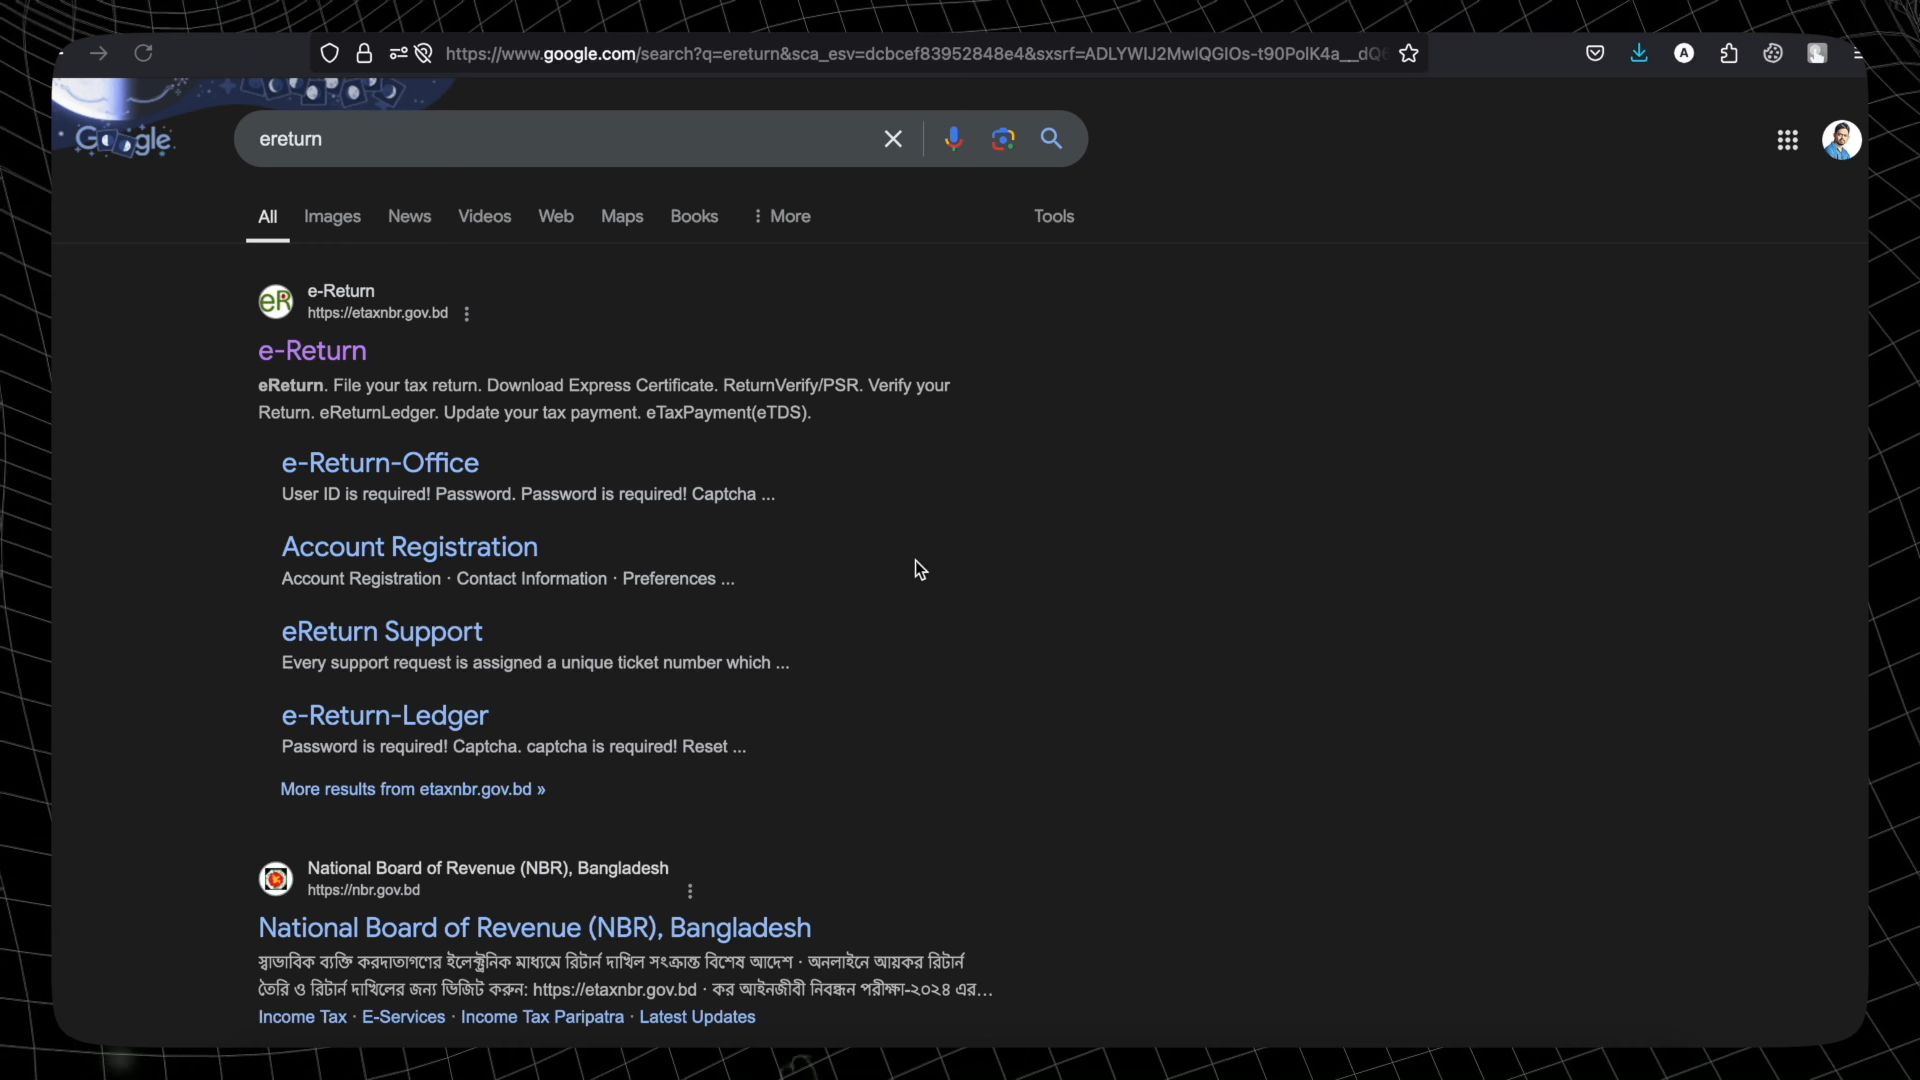 https://www.google.com/search?q=ereturn&sca_esv=dcbcef83952848e4&sxsrf=ADLYWIJ2MwlQGlOs-t90PolK4a__dQ6
Google
ereturn
All Images News Videos Web Maps Books More Tools
e-Return
https://etaxnbr.gov.bd
e-Return
eReturn. File your tax return. Download Express Certificate. ReturnVerify/PSR. Verify your
Return. eReturnLedger. Update your tax payment. eTaxPayment(eTDS).
e-Return-Office
User ID is required! Password. Password is required! Captcha ...
Account Registration
Account Registration · Contact Information · Preferences ...
eReturn Support
Every support request is assigned a unique ticket number which ...
e-Return-Ledger
Password is required! Captcha. captcha is required! Reset ...
More results from etaxnbr.gov.bd »
National Board of Revenue (NBR), Bangladesh
https://nbr.gov.bd
National Board of Revenue (NBR), Bangladesh
স্বাভাবিক ব্যক্তি করদাতাগণের ইলেক্ট্রনিক মাধ্যমে রিটার্ন দাখিল সংক্রান্ত বিশেষ আদেশ · অনলাইনে আয়কর রিটার্ন
তৈরি ও রিটার্ন দাখিলের জন্য ভিজিট করুন: https://etaxnbr.gov.bd · কর আইনজীবী নিবন্ধন পরীক্ষা-২০২৪ এর...
Income Tax · E-Services · Income Tax Paripatra · Latest Updates